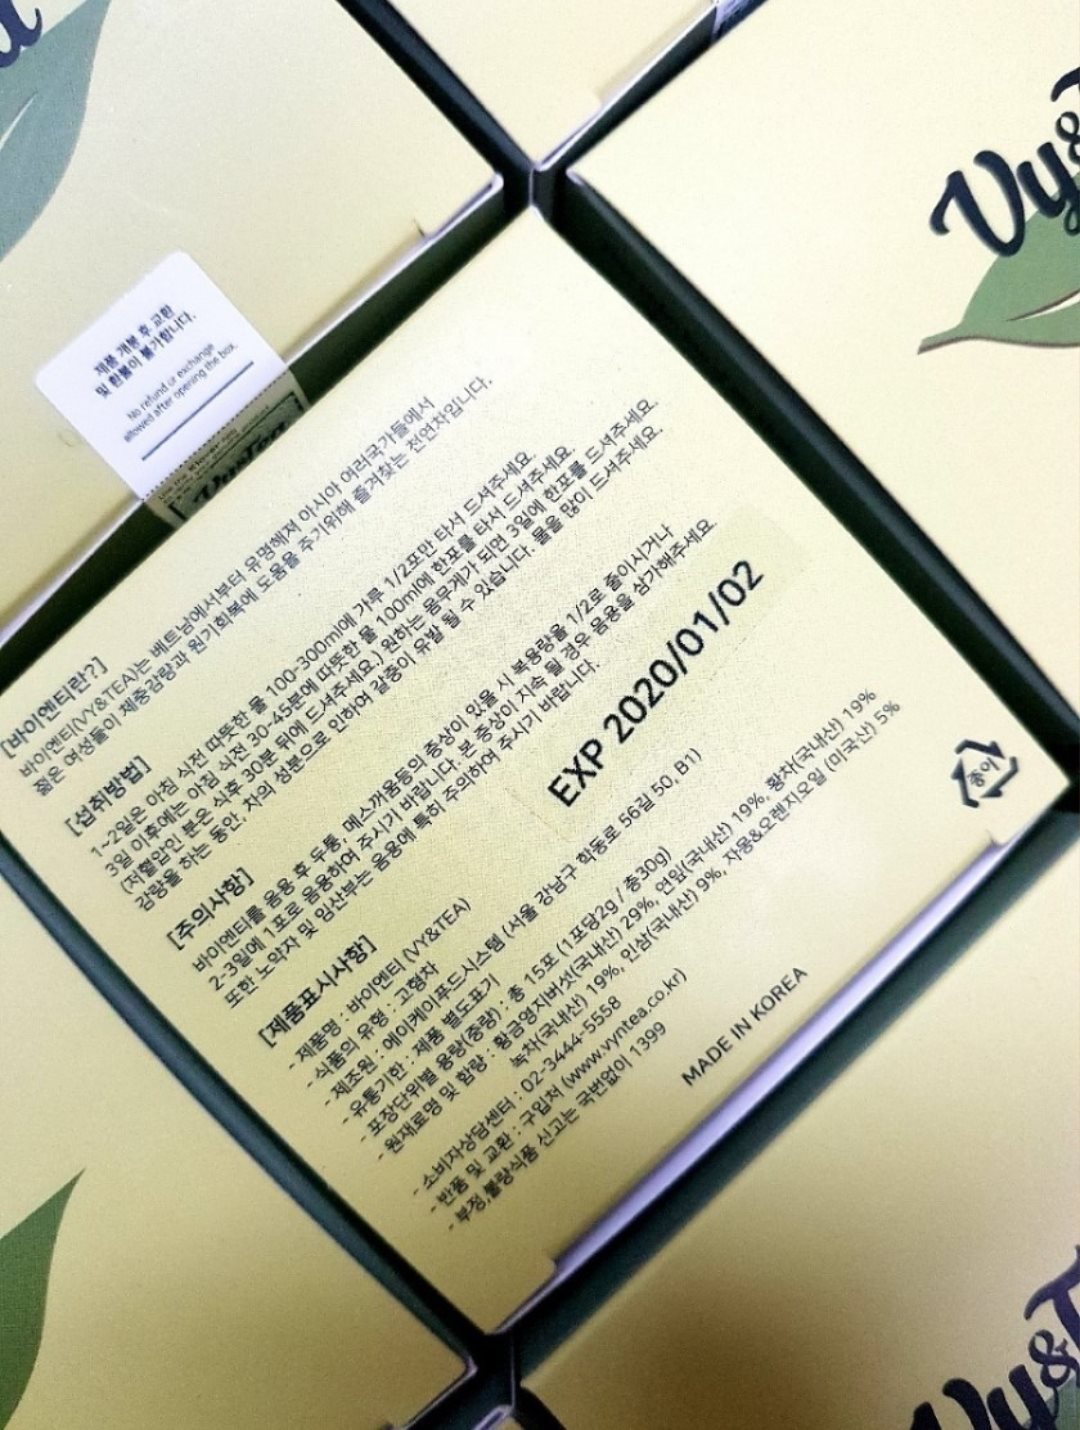 제품 개봉 후 교환
및 환불이 불가합니다.
No refund or exchange
allowed after opening the box.
Vyntea
Vy&T
[바이엔티란?]
바이엔티(VY&TEA)는 베트남에서부터 유명해져 아시아 여러국가들에서
젊은 여성들이 체중감량과 원기회복에 도움을 주기위해 즐겨찾는 천연차입니다.
[섭취방법]
1~2일은 아침 식전 따뜻한 물 100-300ml에 가루 1/2포만 타서 드셔주세요.
3일 이후에는 아침 식전 30-45분에 따뜻한 물 100ml에 한포를 타서 드셔주세요.
(저혈압인 분은 식후 30분 뒤에 드셔주세요.) 원하는 몸무게가 되면 3일에 한포를 드셔주세요.
감량을 하는 동안, 차의 성분으로 인하여 갈증이 유발 될 수 있습니다. 물을 많이 드셔주세요.
[주의사항]
바이엔티를 음용 후 두통, 메스꺼움등의 증상이 있을 시 복용량을 1/2로 줄이시거나
2-3일에 1포로 음용하여 주시기 바랍니다. 본 증상이 지속 될 경우 음용을 삼가해주세요.
또한 노약자 및 임산부는 음용에 특히 주의하여 주시기 바랍니다.
EXP 2020/01/02
[제품표시사항]
- 제품명 : 바이엔티 (VY&TEA)
- 식품의 유형 : 고형차
- 제조원 : 에이케이푸드시스템 (서울 강남구 학동로 56길 50, B1)
- 유통기한 : 제품 별도표기
- 포장단위별 용량(중량) : 총 15포 (1포당2g / 총30g)
- 원재료명 및 함량 : 황금영지버섯(국내산) 29%, 연잎(국내산) 19%, 황차(국내산) 19%
녹차(국내산) 19%, 인삼(국내산) 9%, 자몽&오렌지오일 (미국산) 5%
- 소비자상담센터 : 02-3444-5558
- 반품 및 교환 : 구입처 (www.vyntea.co.kr)
- 부정,불량식품 신고는 국번없이 1399
MADE IN KOREA
종이
Vy&T